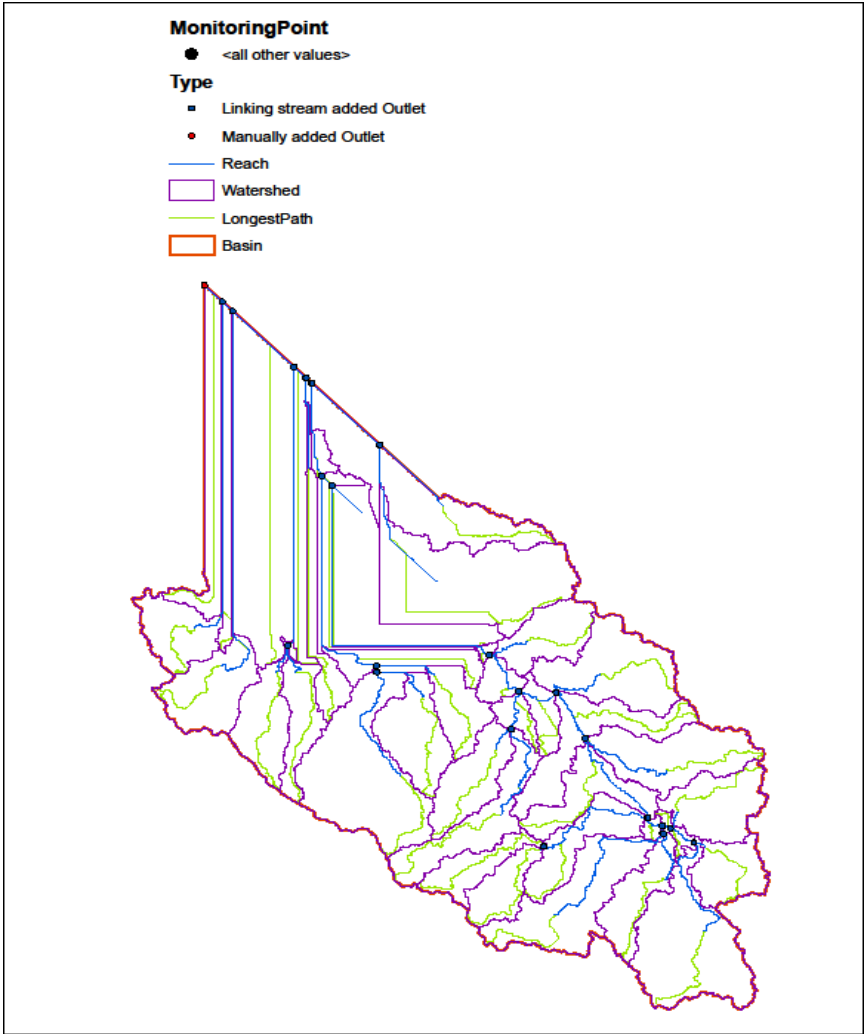 MonitoringPoint
<all other values>
Type
Linking stream added Outlet
Manually added Outlet
Reach
Watershed
LongestPath
Basin